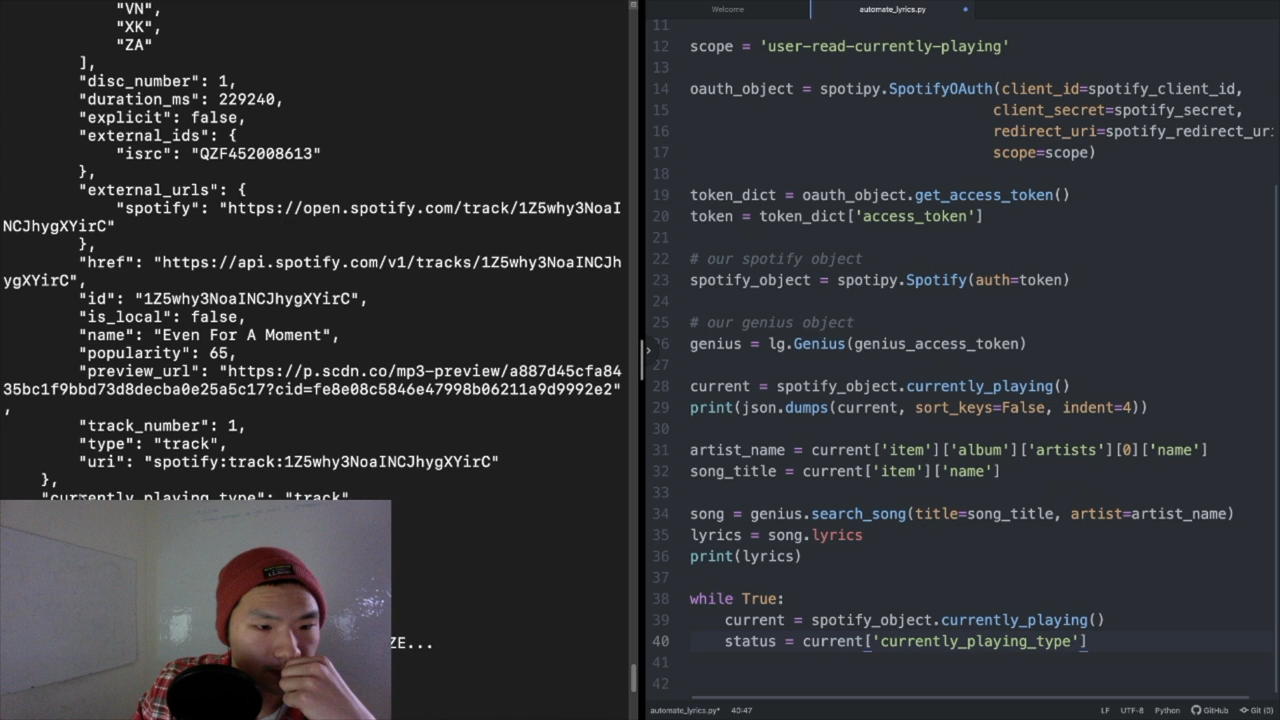 "VN",
"XK",
"ZA"
],
"disc_number": 1,
"duration_ms": 229240,
"explicit": false,
"external_ids": {
"isrc": "QZF452008613"
},
"external_urls": {
"spotify": "https://open.spotify.com/track/1Z5why3NoaI
NCJhygXYirC"
},
"href": "https://api.spotify.com/v1/tracks/1Z5why3NoaINCJh
ygXYirC",
"id": "1Z5why3NoaINCJhygXYirC",
"is_local": false,
"name": "Even For A Moment",
"popularity": 65,
"preview_url": "https://p.scdn.co/mp3-preview/a887d45cfa84
35bc1f9bbd73d8decba0e25a5c17?cid=fe8e08c5846e47998b06211a9d9992e2"
,
"track_number": 1,
"type": "track",
"uri": "spotify:track:1Z5why3NoaINCJhygXYirC"
},
"currently_playing_type": "track"
ZE...
Welcome
automate_lyrics.py
11
12 scope = 'user-read-currently-playing'
13
14 oauth_object = spotipy.SpotifyOAuth(client_id=spotify_client_id,
15 client_secret=spotify_secret,
16 redirect_uri=spotify_redirect_ur
17 scope=scope)
18
19 token_dict = oauth_object.get_access_token()
20 token = token_dict['access_token']
21
22 # our spotify object
23 spotify_object = spotipy.Spotify(auth=token)
24
25 # our genius object
26 genius = lg.Genius(genius_access_token)
27
28 current = spotify_object.currently_playing()
29 print(json.dumps(current, sort_keys=False, indent=4))
30
31 artist_name = current['item']['album']['artists'][0]['name']
32 song_title = current['item']['name']
33
34 song = genius.search_song(title=song_title, artist=artist_name)
35 lyrics = song.lyrics
36 print(lyrics)
37
38 while True:
39 current = spotify_object.currently_playing()
40 status = current['currently_playing_type']
41
42
automate_lyrics.py* 40:47 LF UTF-8 Python GitHub Git (0)